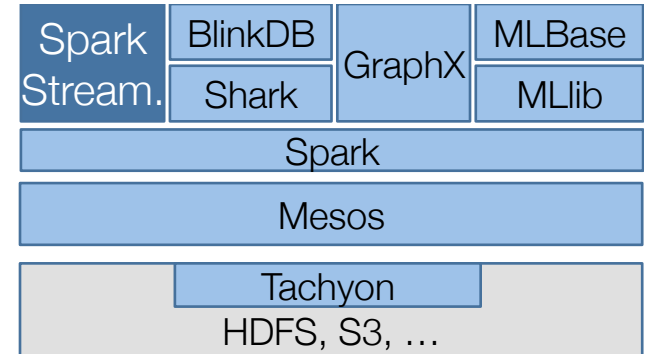 Spark
Stream.
BlinkDB
Shark
GraphX
MLBase
MLlib
Spark
Mesos
Tachyon
HDFS, S3, …